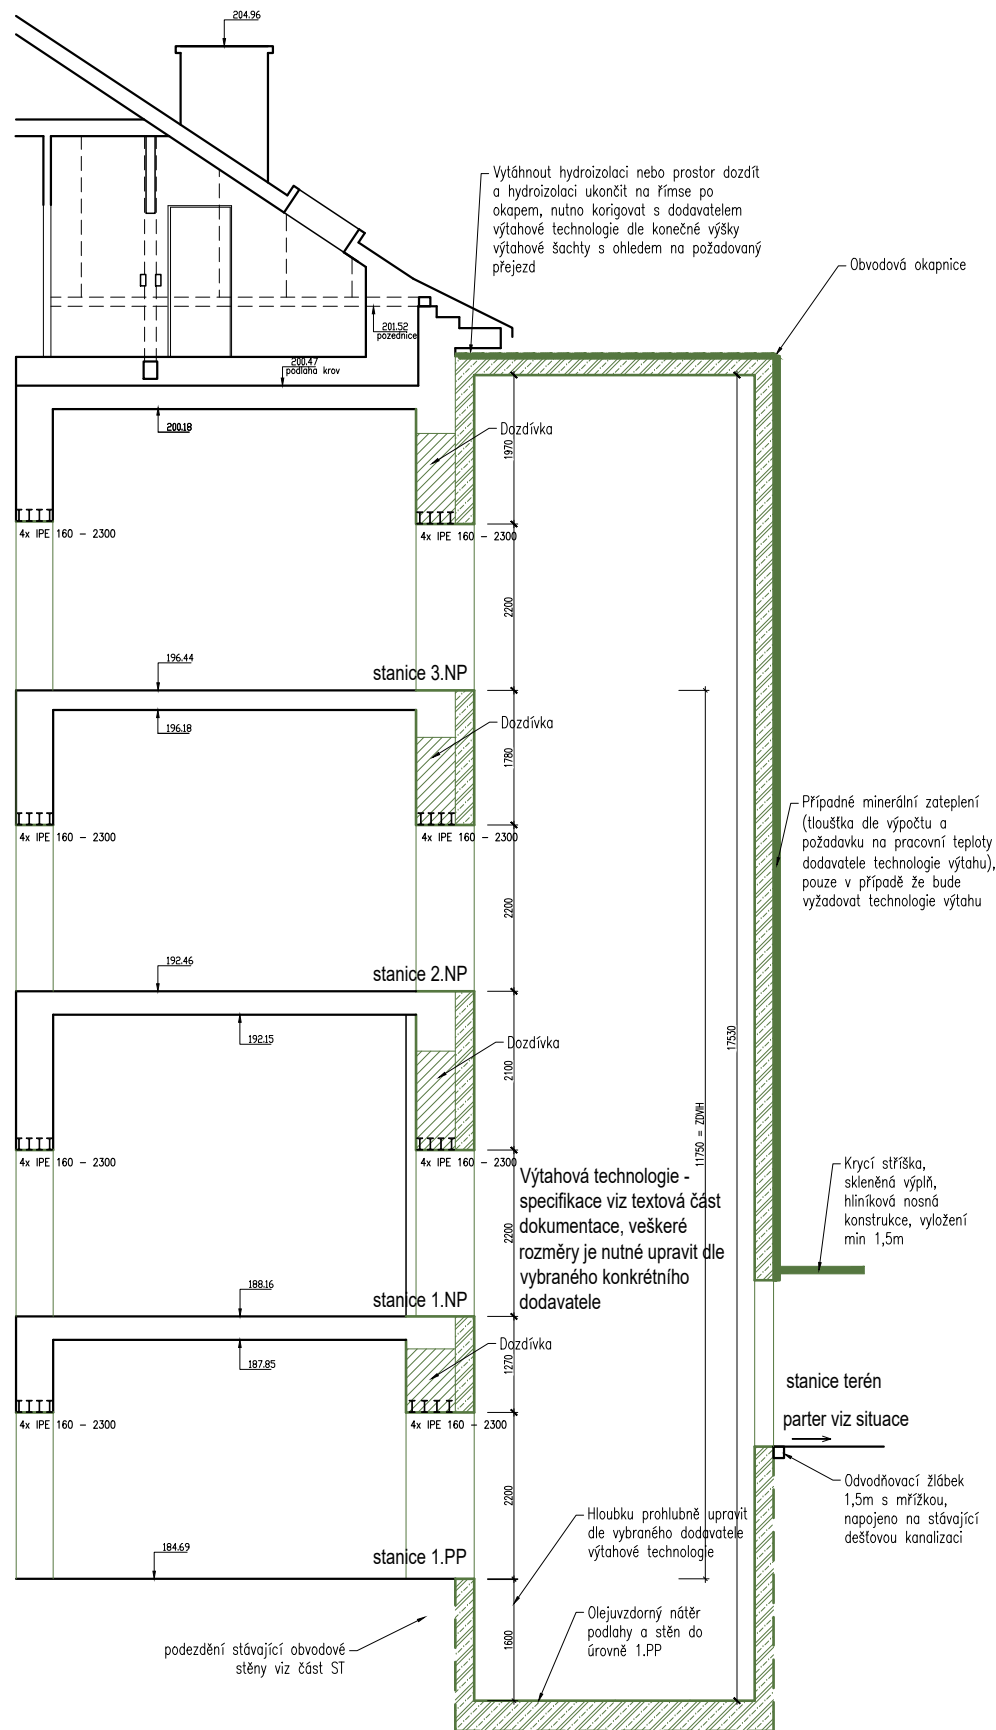 204.96
Vytáhnout hydroizolaci nebo prostor dozdít
a hydroizolaci ukončit na římse po
okapem, nutno korigovat s dodavatelem
výtahové technologie dle konečné výšky
výtahové šachty s ohledem na požadovaný
přejezd
Obvodová okapnice
201.52
pozednice
200.47
podlaha krov
200.18
Dozdívka
1970
4x IPE 160 – 2300
4x IPE 160 – 2300
2200
196.44
stanice 3.NP
196.18
Dozdívka
1780
4x IPE 160 – 2300
4x IPE 160 – 2300
Případné minerální zateplení
(tloušťka dle výpočtu a
požadavku na pracovní teploty
dodavatele technologie výtahu),
pouze v případě že bude
vyžadovat technologie výtahu
2200
192.46
stanice 2.NP
192.15
Dozdívka
2100
17530
11750 = ZDVIH
4x IPE 160 – 2300
4x IPE 160 – 2300
Výtahová technologie -
specifikace viz textová část
dokumentace, veškeré
rozměry je nutné upravit dle
vybraného konkrétního
dodavatele
2200
Krycí stříška,
skleněná výplň,
hliníková nosná
konstrukce, vyložení
min 1,5m
188.16
stanice 1.NP
187.85
Dozdívka
1270
4x IPE 160 – 2300
4x IPE 160 – 2300
stanice terén
parter viz situace
2200
Odvodňovací žlábek
1,5m s mřížkou,
napojeno na stávající
dešťovou kanalizaci
Hloubku prohlubně upravit
dle vybraného dodavatele
výtahové technologie
184.69
stanice 1.PP
1600
Olejuvzdorný nátěr
podlahy a stěn do
úrovně 1.PP
podezdění stávající obvodové
stěny viz část ST